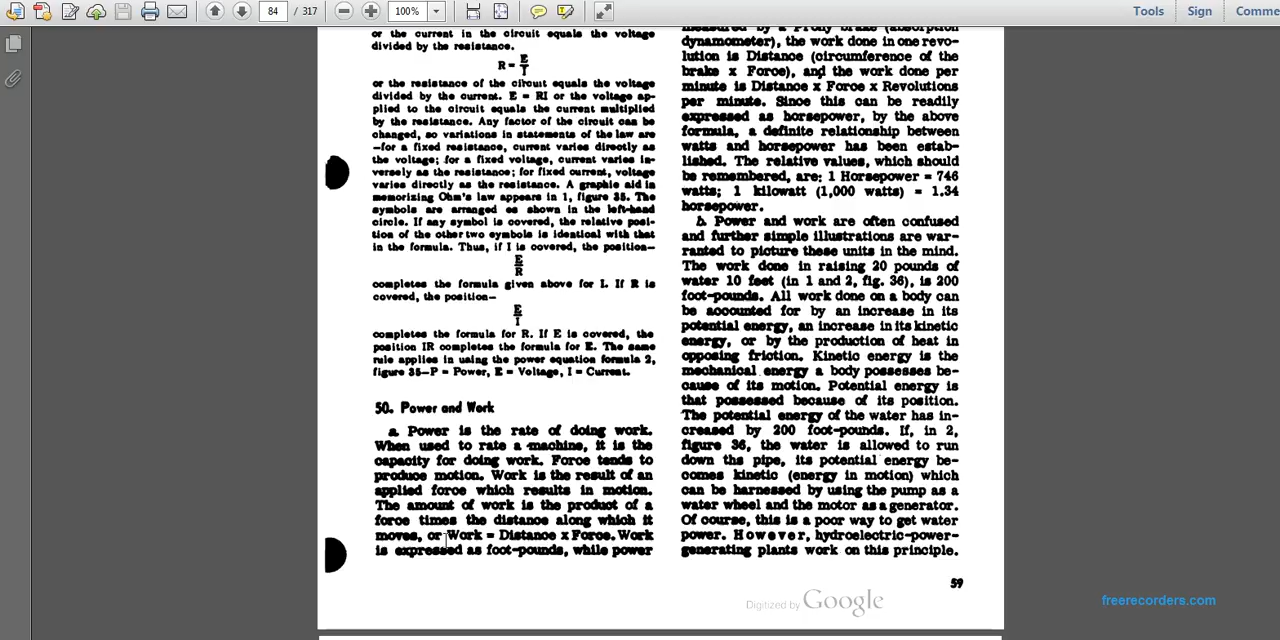 84 / 317
100%
Tools
Sign
Comme
or the current in the circuit equals the voltage
divided by the resistance.
R = E
I
or the resistance of the circuit equals the voltage
divided by the current. E = RI or the voltage ap-
plied to the circuit equals the current multiplied
by the resistance. Any factor of the circuit can be
changed, so variations in statements of the law are
-for a fixed resistance, current varies directly as
the voltage; for a fixed voltage, current varies in-
versely as the resistance; for fixed current, voltage
varies directly as the resistance. A graphic aid in
memorizing Ohm's law appears in 1, figure 35. The
symbols are arranged as shown in the left-hand
circle. If any symbol is covered, the relative posi-
tion of the other two symbols is identical with that
in the formula. Thus, if I is covered, the position—
E
R
completes the formula given above for I. If R is
covered, the position—
E
I
completes the formula for R. If E is covered, the
position IR completes the formula for E. The same
rule applies in using the power equation formula 2,
figure 35—P = Power, E = Voltage, I = Current.
50. Power and Work
a. Power is the rate of doing work.
When used to rate a machine, it is the
capacity for doing work. Force tends to
produce motion. Work is the result of an
applied force which results in motion.
The amount of work is the product of a
force times the distance along which it
moves, or Work = Distance x Force. Work
is expressed as foot-pounds, while power
measured by a Prony brake (absorption
dynamometer), the work done in one revo-
lution is Distance (circumference of the
brake x Force), and the work done per
minute is Distance x Force x Revolutions
per minute. Since this can be readily
expressed as horsepower, by the above
formula, a definite relationship between
watts and horsepower has been estab-
lished. The relative values, which should
be remembered, are: 1 Horsepower = 746
watts; 1 kilowatt (1,000 watts) = 1.34
horsepower.
b. Power and work are often confused
and further simple illustrations are war-
ranted to picture these units in the mind.
The work done in raising 20 pounds of
water 10 feet (in 1 and 2, fig. 36), is 200
foot-pounds. All work done on a body can
be accounted for by an increase in its
potential energy, an increase in its kinetic
energy, or by the production of heat in
opposing friction. Kinetic energy is the
mechanical energy a body possesses be-
cause of its motion. Potential energy is
that possessed because of its position.
The potential energy of the water has in-
creased by 200 foot-pounds. If, in 2,
figure 36, the water is allowed to run
down the pipe, its potential energy be-
comes kinetic (energy in motion) which
can be harnessed by using the pump as a
water wheel and the motor as a generator.
Of course, this is a poor way to get water
power. However, hydroelectric-power-
generating plants work on this principle.
59
Digitized by Google
freerecorders.com